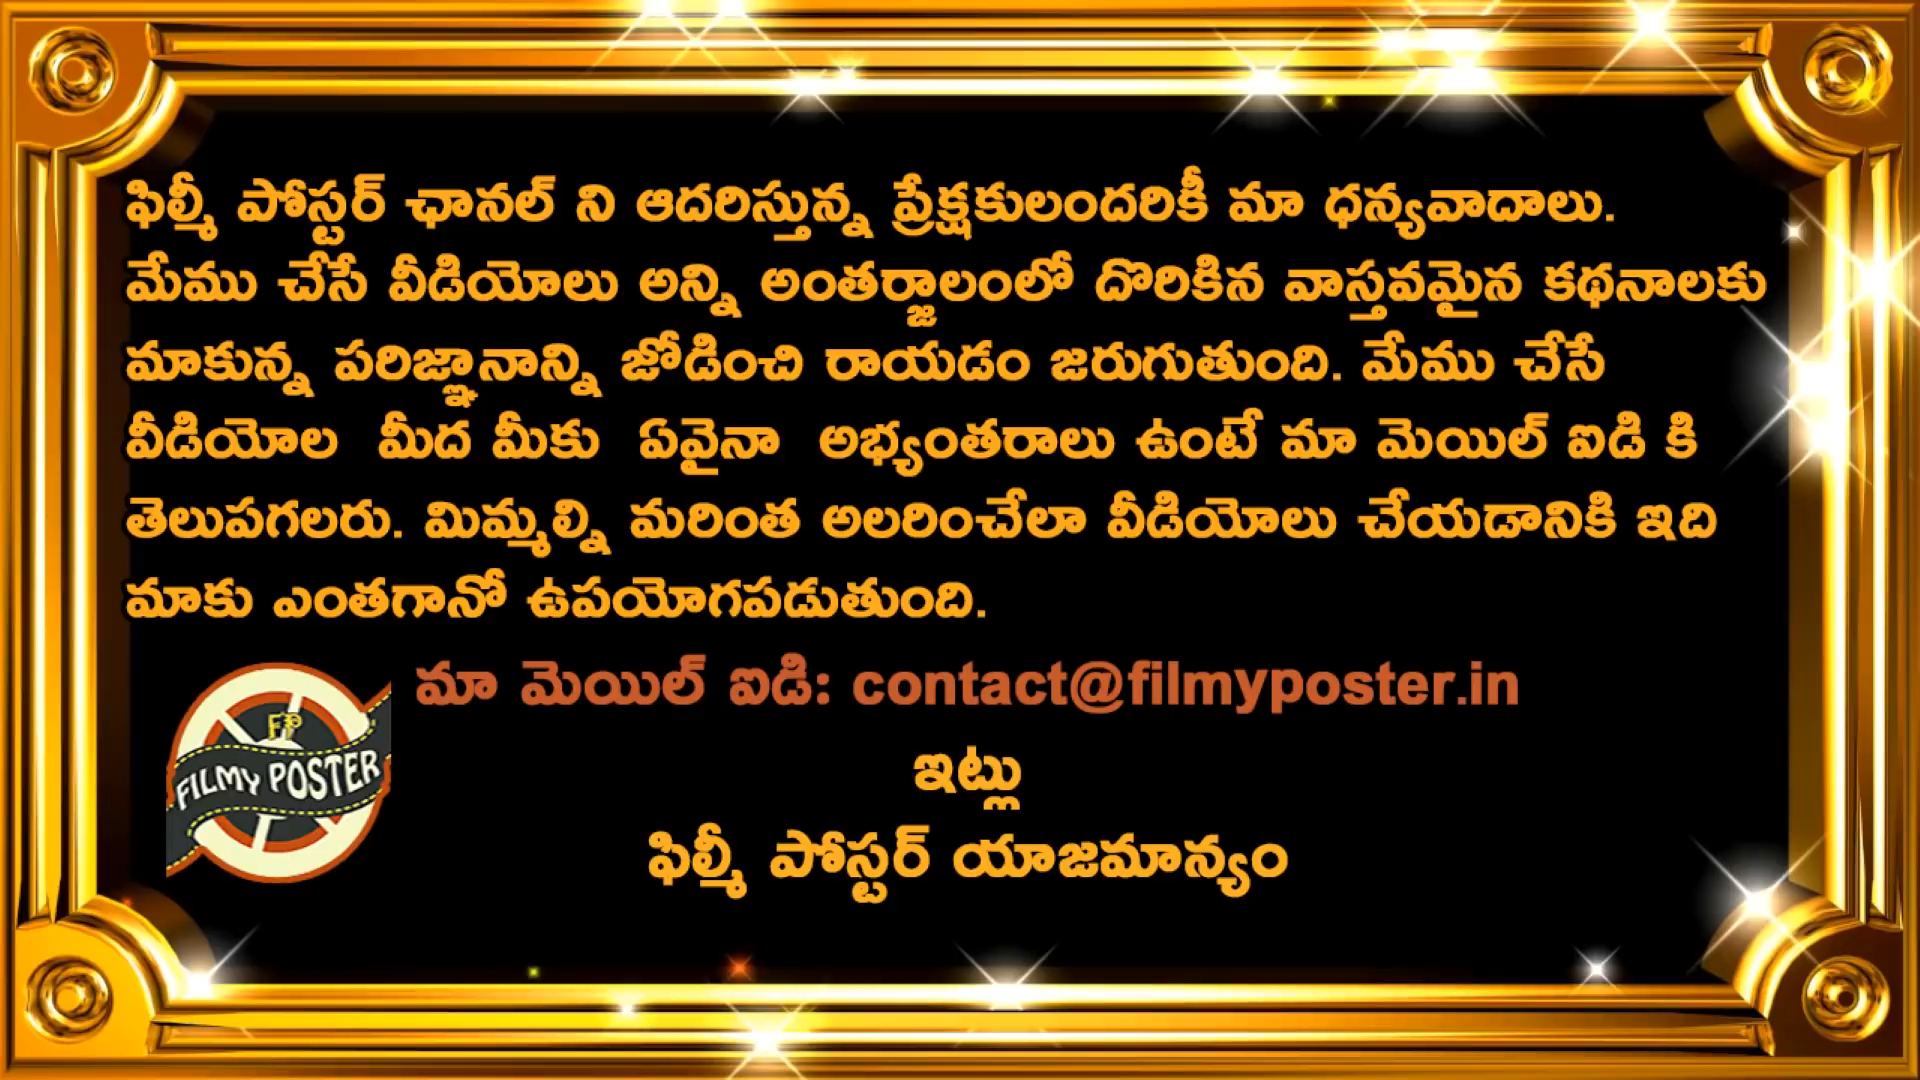 ఫిల్మీ పోస్టర్ ఛానల్ ని ఆదరిస్తున్న ప్రేక్షకులందరికీ మా ధన్యవాదాలు.
మేము చేసే వీడియోలు అన్ని అంతర్జాలంలో దొరికిన వాస్తవమైన కథనాలకు
మాకున్న పరిజ్ఞానాన్ని జోడించి రాయడం జరుగుతుంది. మేము చేసే
వీడియోల మీద మీకు ఏవైనా అభ్యంతరాలు ఉంటే మా మెయిల్ ఐడి కి
తెలుపగలరు. మిమ్మల్ని మరింత అలరించేలా వీడియోలు చేయడానికి ఇది
మాకు ఎంతగానో ఉపయోగపడుతుంది.
మా మెయిల్ ఐడి: contact@filmyposter.in
FP
FILMY POSTER
ఇట్లు
ఫిల్మీ పోస్టర్ యాజమాన్యం